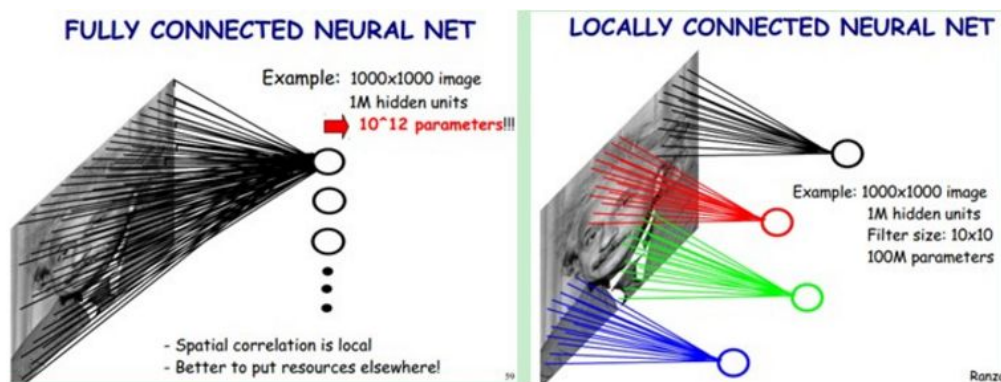 FULLY CONNECTED NEURAL NET
Example: 1000x1000 image
1M hidden units
10^12 parameters!!!
- Spatial correlation is local
- Better to put resources elsewhere!
59
LOCALLY CONNECTED NEURAL NET
Example: 1000x1000 image
1M hidden units
Filter size: 10x10
100M parameters